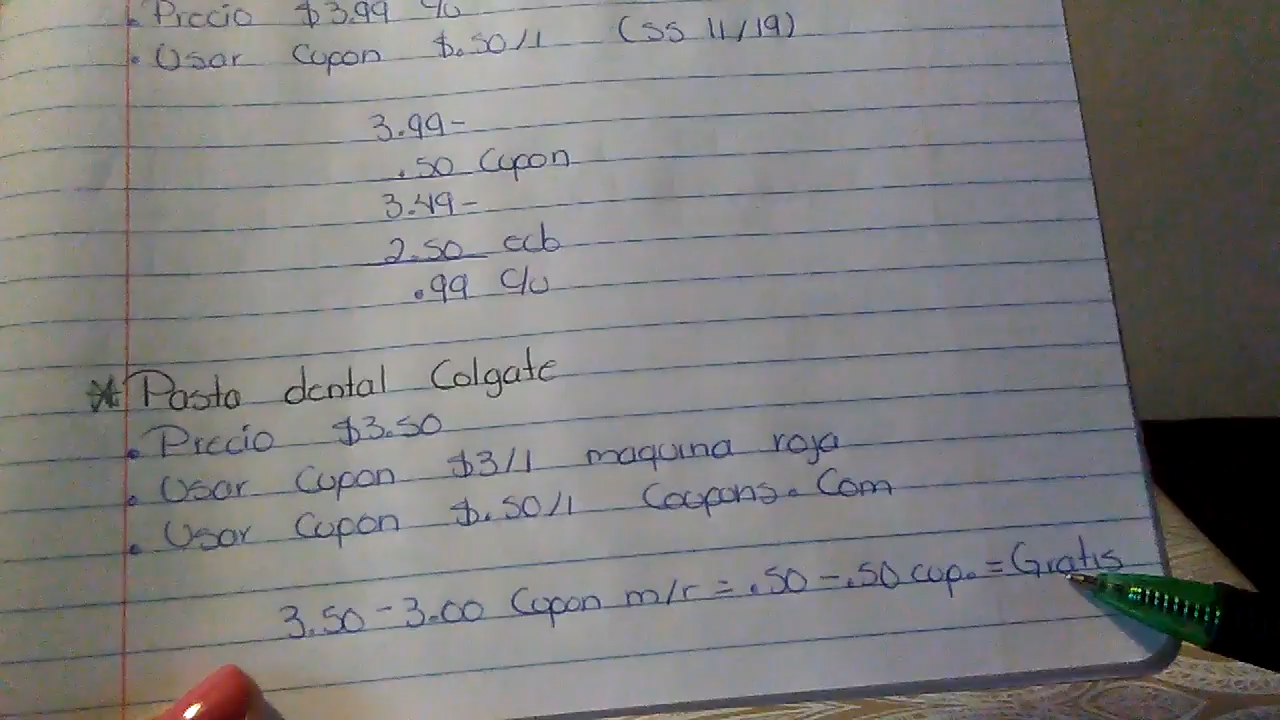 • Precio $3.99 c/u
• Usar Cupon $.50/1 (SS 11/19)
3.99-
.50 Cupon
3.49-
2.50 ecb
.99 c/u
* Pasta dental Colgate
• Precio $3.50
• Usar Cupon $3/1 maquina roja
• Usar Cupon $.50/1 Coupons.Com
3.50-3.00 Cupon m/r = .50 - .50 cup. = Gratis